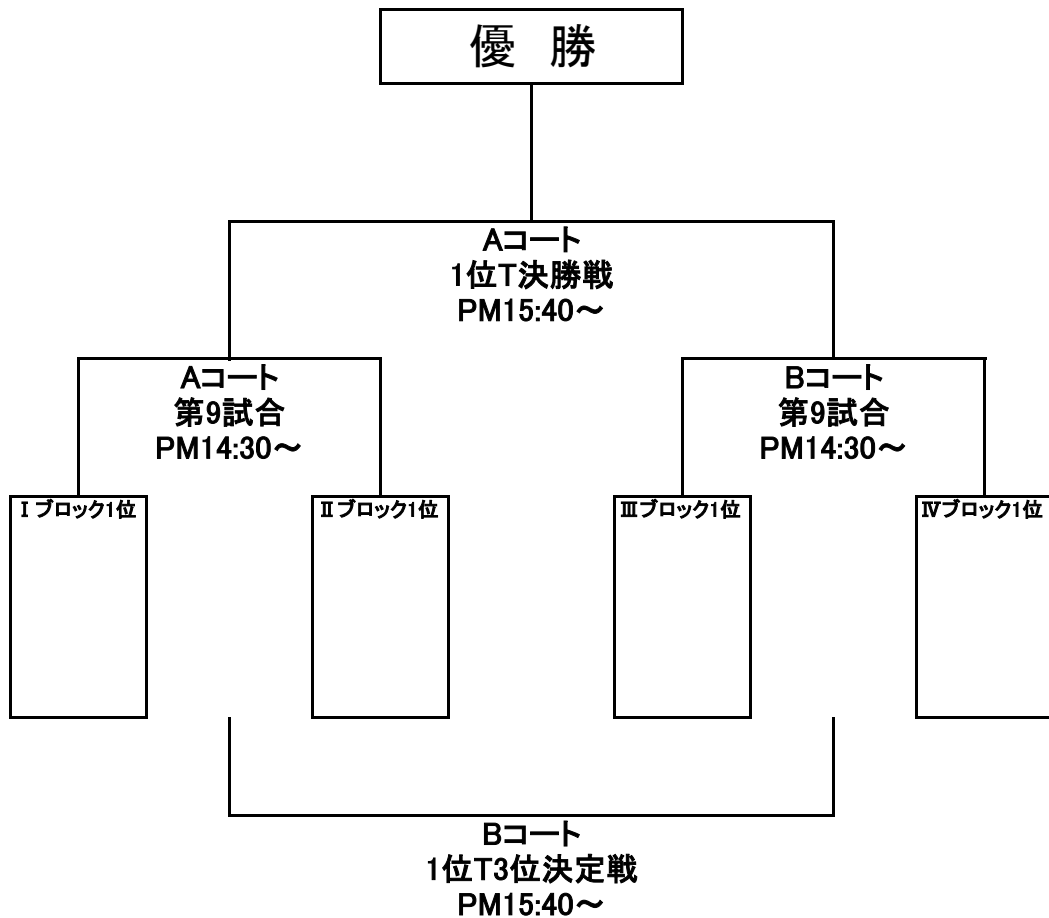 優 勝
Aコート
1位T決勝戦
PM15:40～
Aコート
第9試合
PM14:30～
Bコート
第9試合
PM14:30～
Ⅰブロック1位
Ⅱブロック1位
Ⅲブロック1位
Ⅳブロック1位
Bコート
1位T3位決定戦
PM15:40～